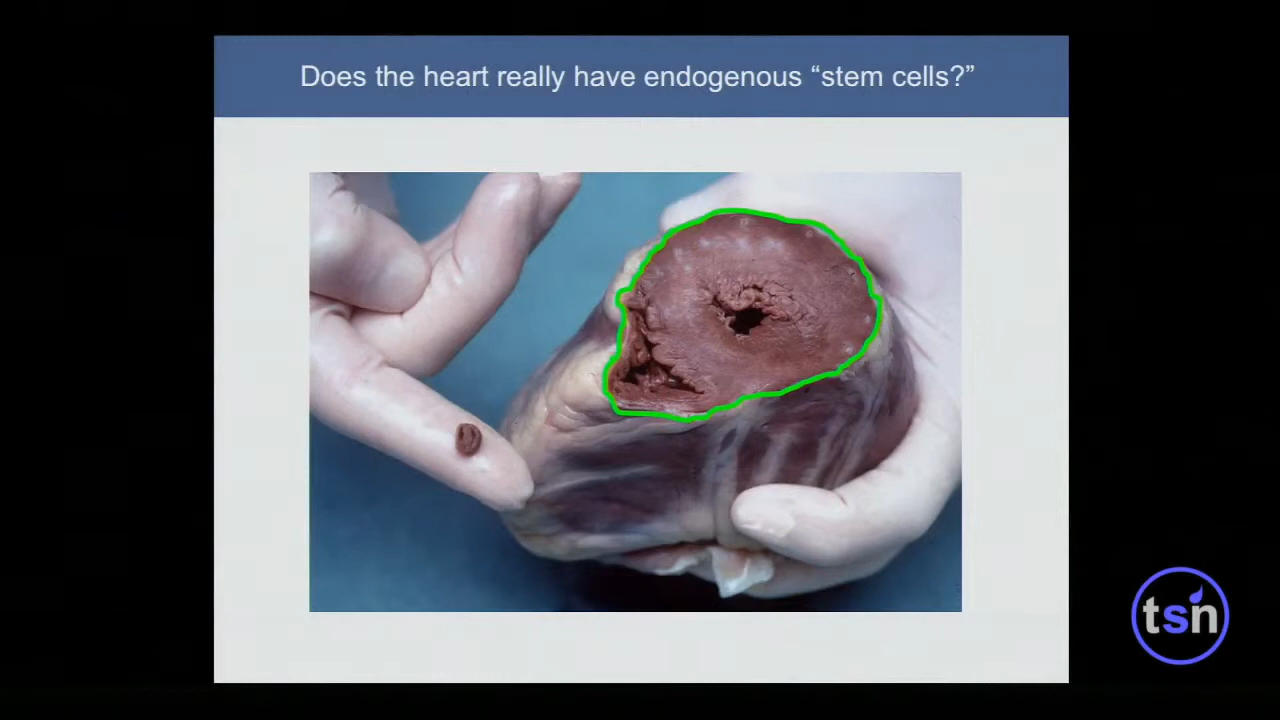 Does the heart really have endogenous “stem cells?”
tsn